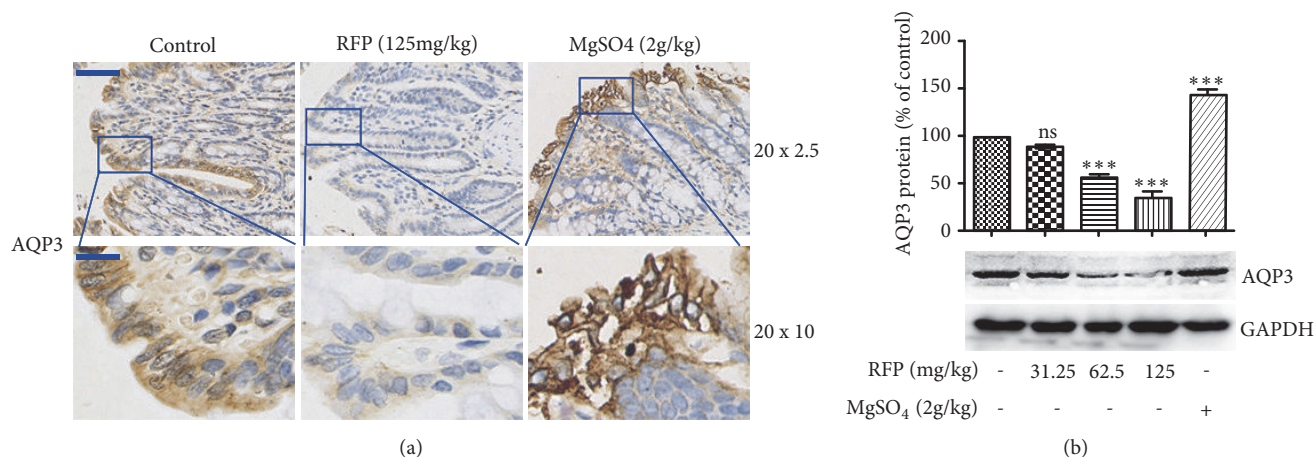 Control RFP (125mg/kg) MgSO4 (2g/kg)
20 x 2.5
AQP3
20 x 10
(a)
AQP3 protein (% of control)
200
150
100
50
0
ns
***
***
***
AQP3
GAPDH
RFP (mg/kg) - 31.25 62.5 125 -
MgSO₄ (2g/kg) - - - - +
(b)